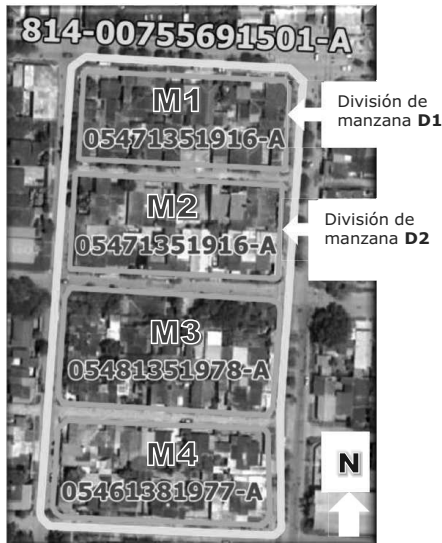 814-00755691501-A
M1
05471351916-A
División de
manzana D1
M2
05471351916-A
División de
manzana D2
M3
05481351978-A
M4
05461381977-A
N